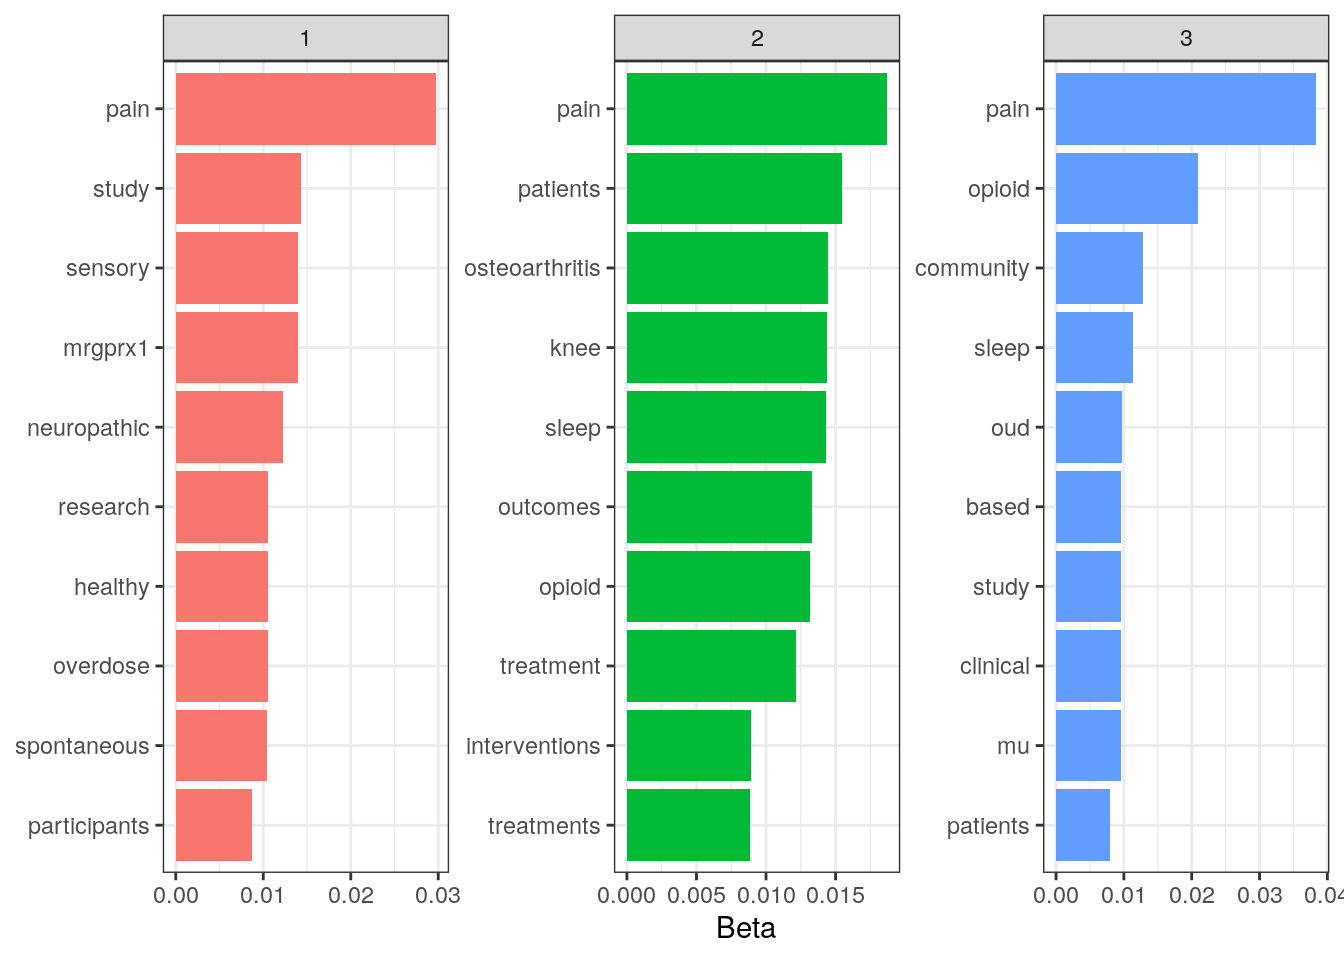 1
pain
study
sensory
mrgprx1
neuropathic
research
healthy
overdose
spontaneous
participants
0.00 0.01 0.02 0.03
2
pain
patients
osteoarthritis
knee
sleep
outcomes
opioid
treatment
interventions
treatments
0.000 0.005 0.010 0.015
3
pain
opioid
community
sleep
oud
based
study
clinical
mu
patients
0.00 0.01 0.02 0.03 0.04
Beta